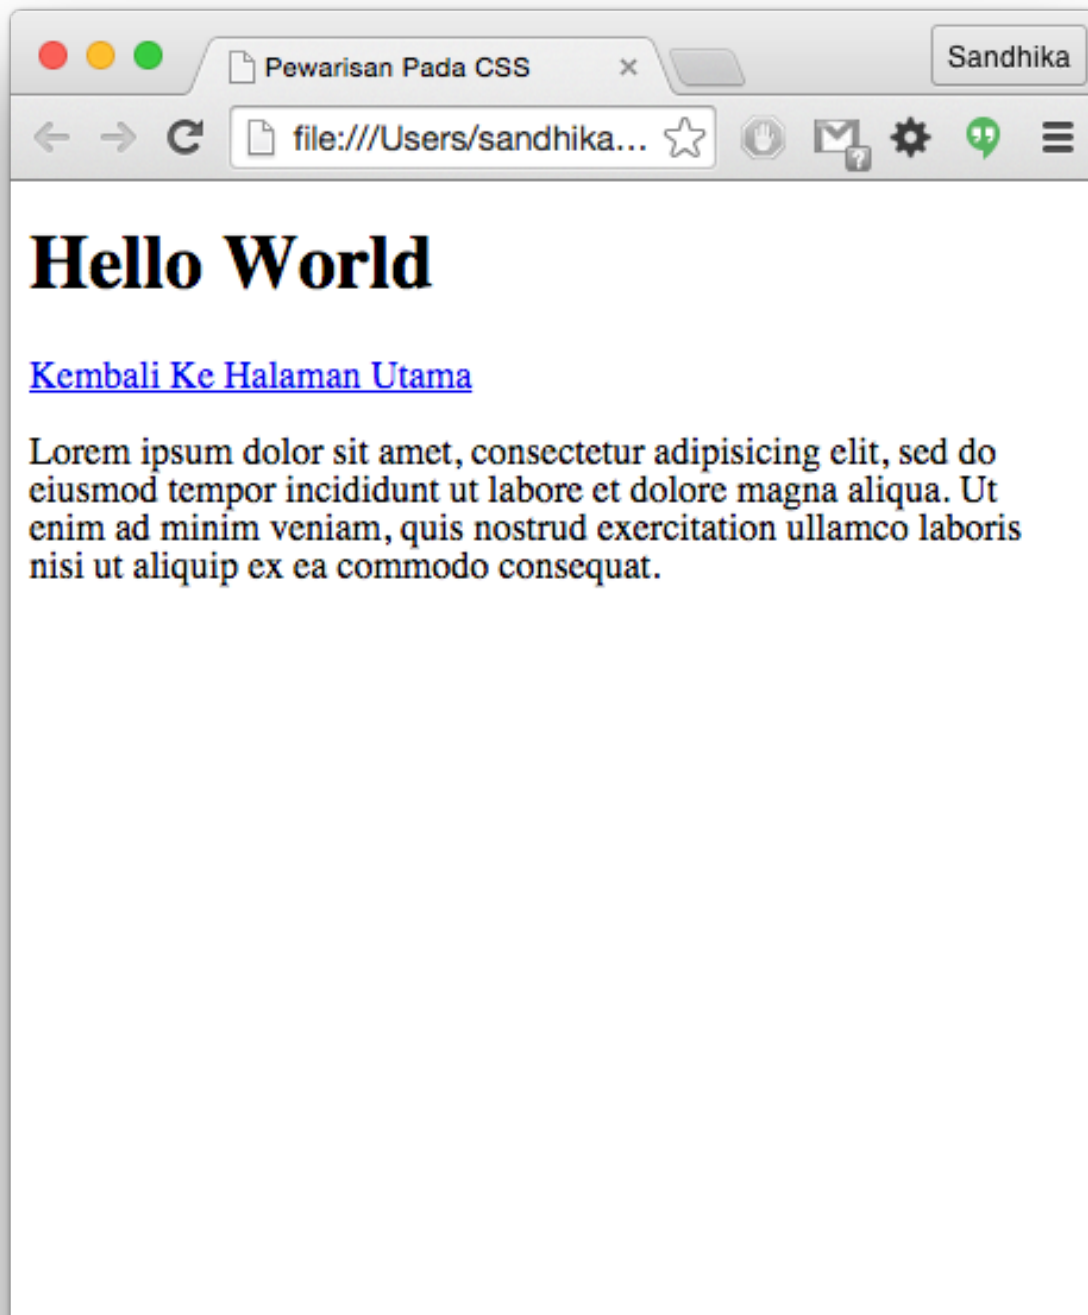 Pewarisan Pada CSS
Sandhika
file:///Users/sandhika...
Hello World
Kembali Ke Halaman Utama
Lorem ipsum dolor sit amet, consectetur adipisicing elit, sed do
eiusmod tempor incididunt ut labore et dolore magna aliqua. Ut
enim ad minim veniam, quis nostrud exercitation ullamco laboris
nisi ut aliquip ex ea commodo consequat.